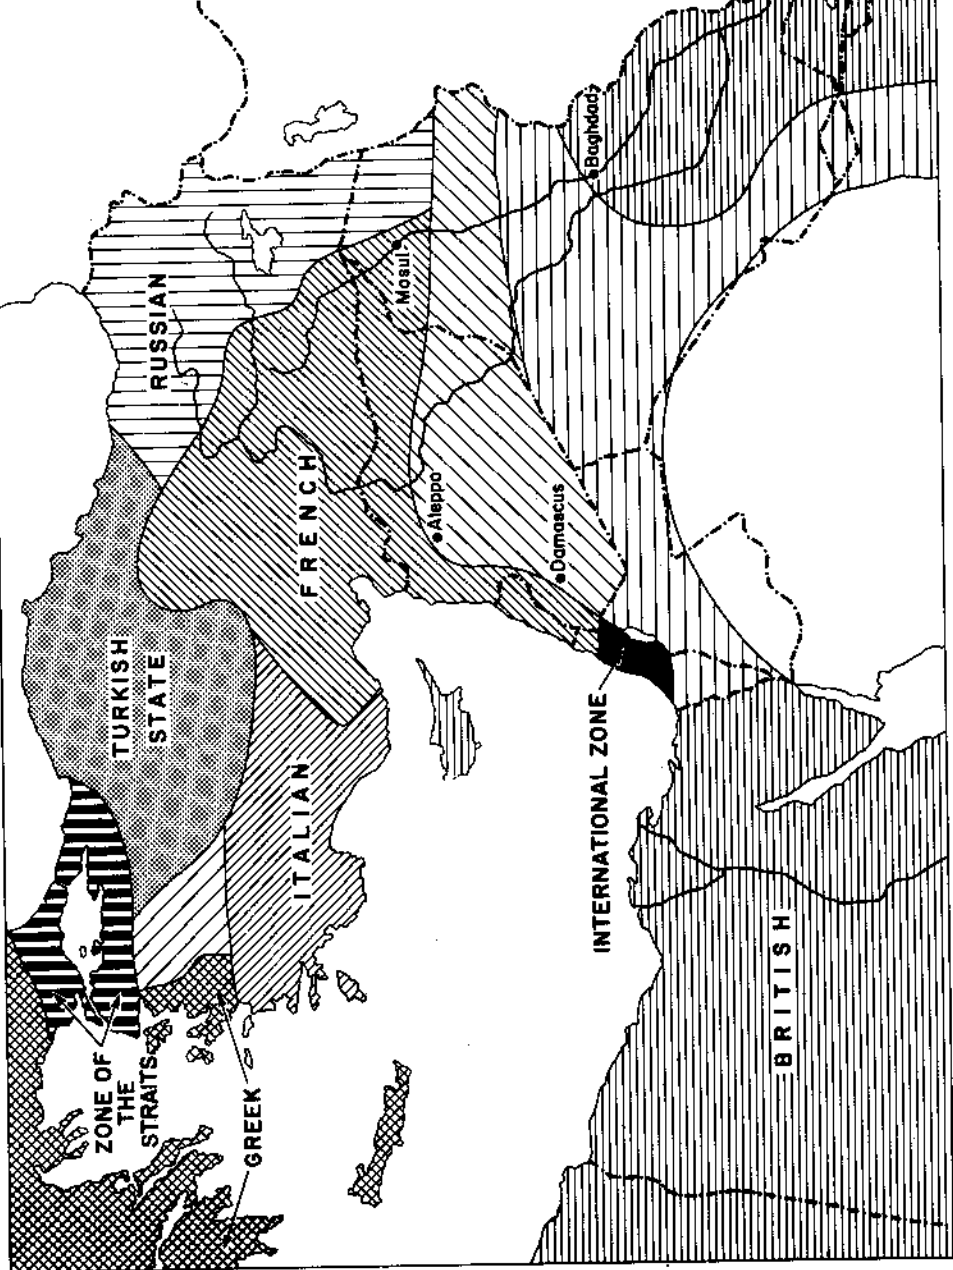 ZONE OF
THE
STRAITS
GREEK
TURKISH
STATE
ITALIAN
RUSSIAN
FRENCH
Mosul
Aleppo
Damascus
Baghdad
INTERNATIONAL ZONE
BRITISH